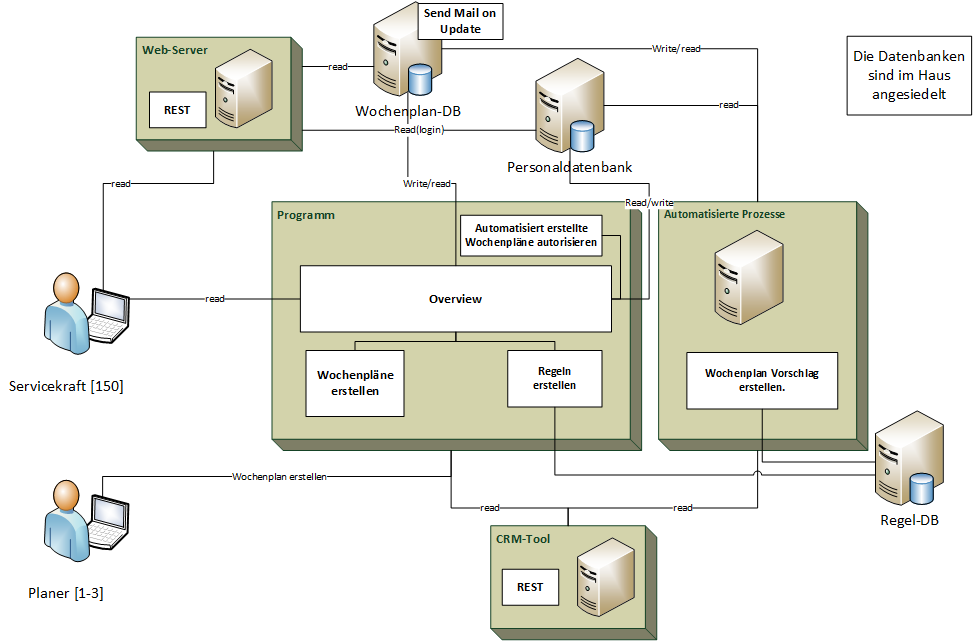 Send Mail on
Update
Web-Server
REST
read
Wochenplan-DB
Write/read
Die Datenbanken
sind im Haus
angesiedelt
read
Read(login)
Personaldatenbank
read
Write/read
Read/write
Programm
Automatisiert erstellte
Wochenpläne autorisieren
Automatisierte Prozesse
Overview
read
Servicekraft [150]
Wochenpläne
erstellen
Regeln
erstellen
Wochenplan Vorschlag
erstellen.
Wochenplan erstellen
Regel-DB
read
read
CRM-Tool
REST
Planer [1-3]